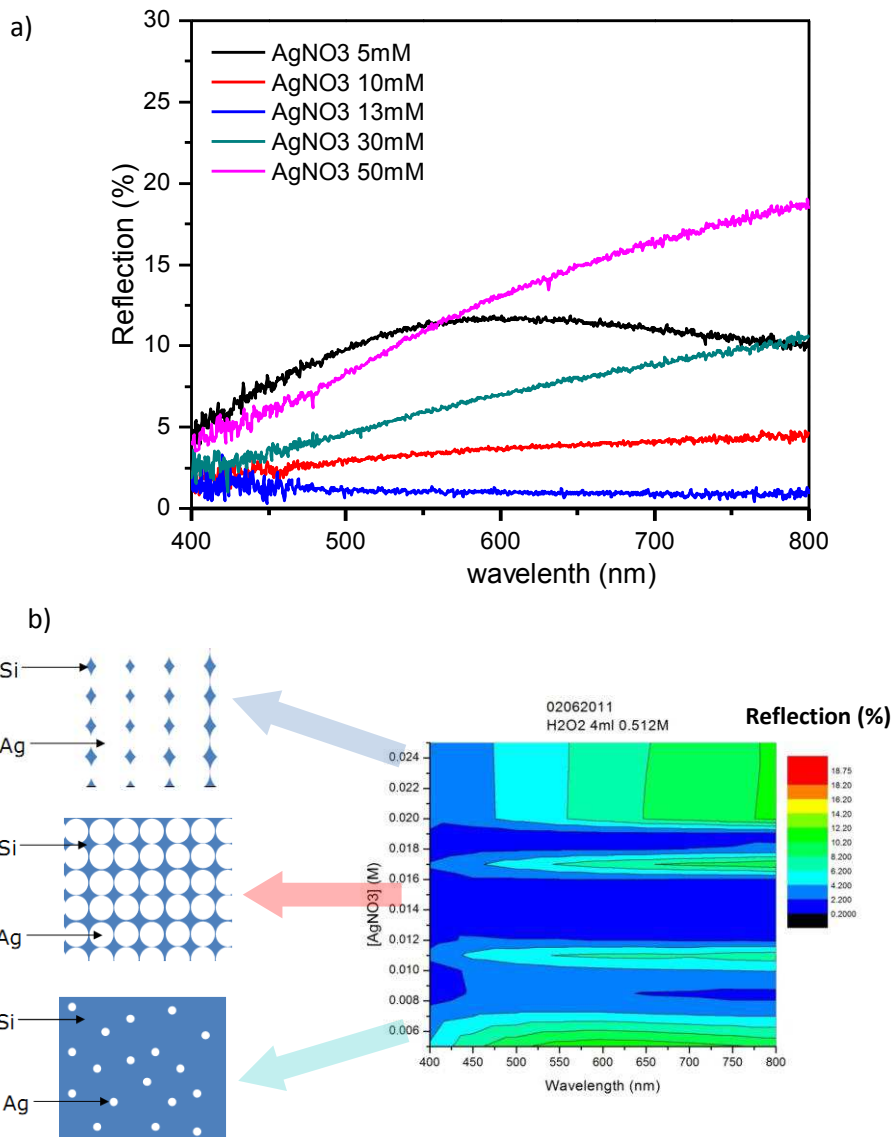 a)
30
25
20
15
10
5
0
Reflection (%)
AgNO3 5mM
AgNO3 10mM
AgNO3 13mM
AgNO3 30mM
AgNO3 50mM
400 500 600 700 800
wavelenth (nm)
b)
Si
Ag
Si
Ag
Si
Ag
02062011
H2O2 4ml 0.512M
Reflection (%)
[AgNO3] (M)
0.024
0.022
0.020
0.018
0.016
0.014
0.012
0.010
0.008
0.006
400 450 500 550 600 650 700 750 800
Wavelength (nm)
18.75
16.20
16.20
14.20
12.20
8.200
6.200
4.200
2.200
0.2000